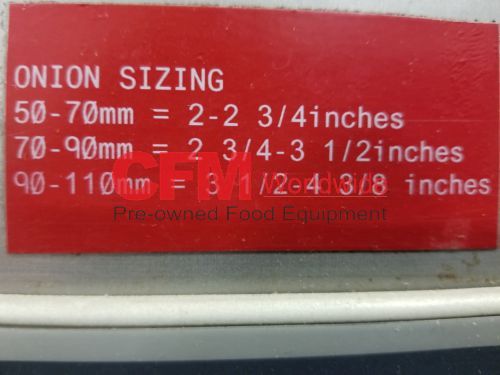 ONION SIZING
50-70mm = 2-2 3/4inches
70-90mm = 2 3/4-3 1/2inches
90-110mm = 3 1/2-4 3/8 inches
CFM Worldwide
Pre-owned Food Equipment